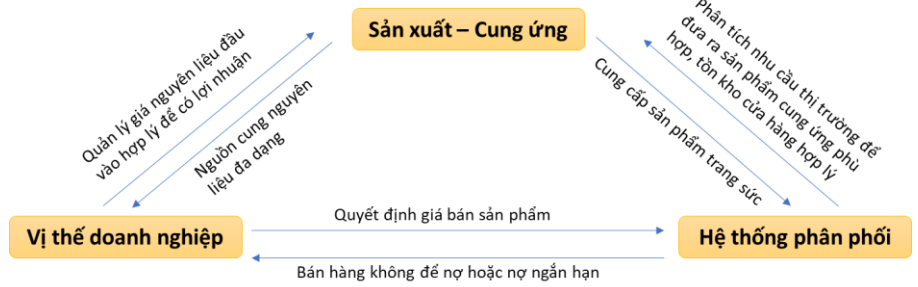 Sản xuất – Cung ứng
Quản lý giá nguyên liệu đầu
vào hợp lý để có lợi nhuận
Nguồn cung nguyên
liệu đa dạng
Cung cấp sản phẩm trang sức
Phân tích nhu cầu thị trường để
đưa ra sản phẩm cung ứng phù
hợp, tồn kho cửa hàng hợp lý
Vị thế doanh nghiệp
Quyết định giá bán sản phẩm
Hệ thống phân phối
Bán hàng không để nợ hoặc nợ ngắn hạn